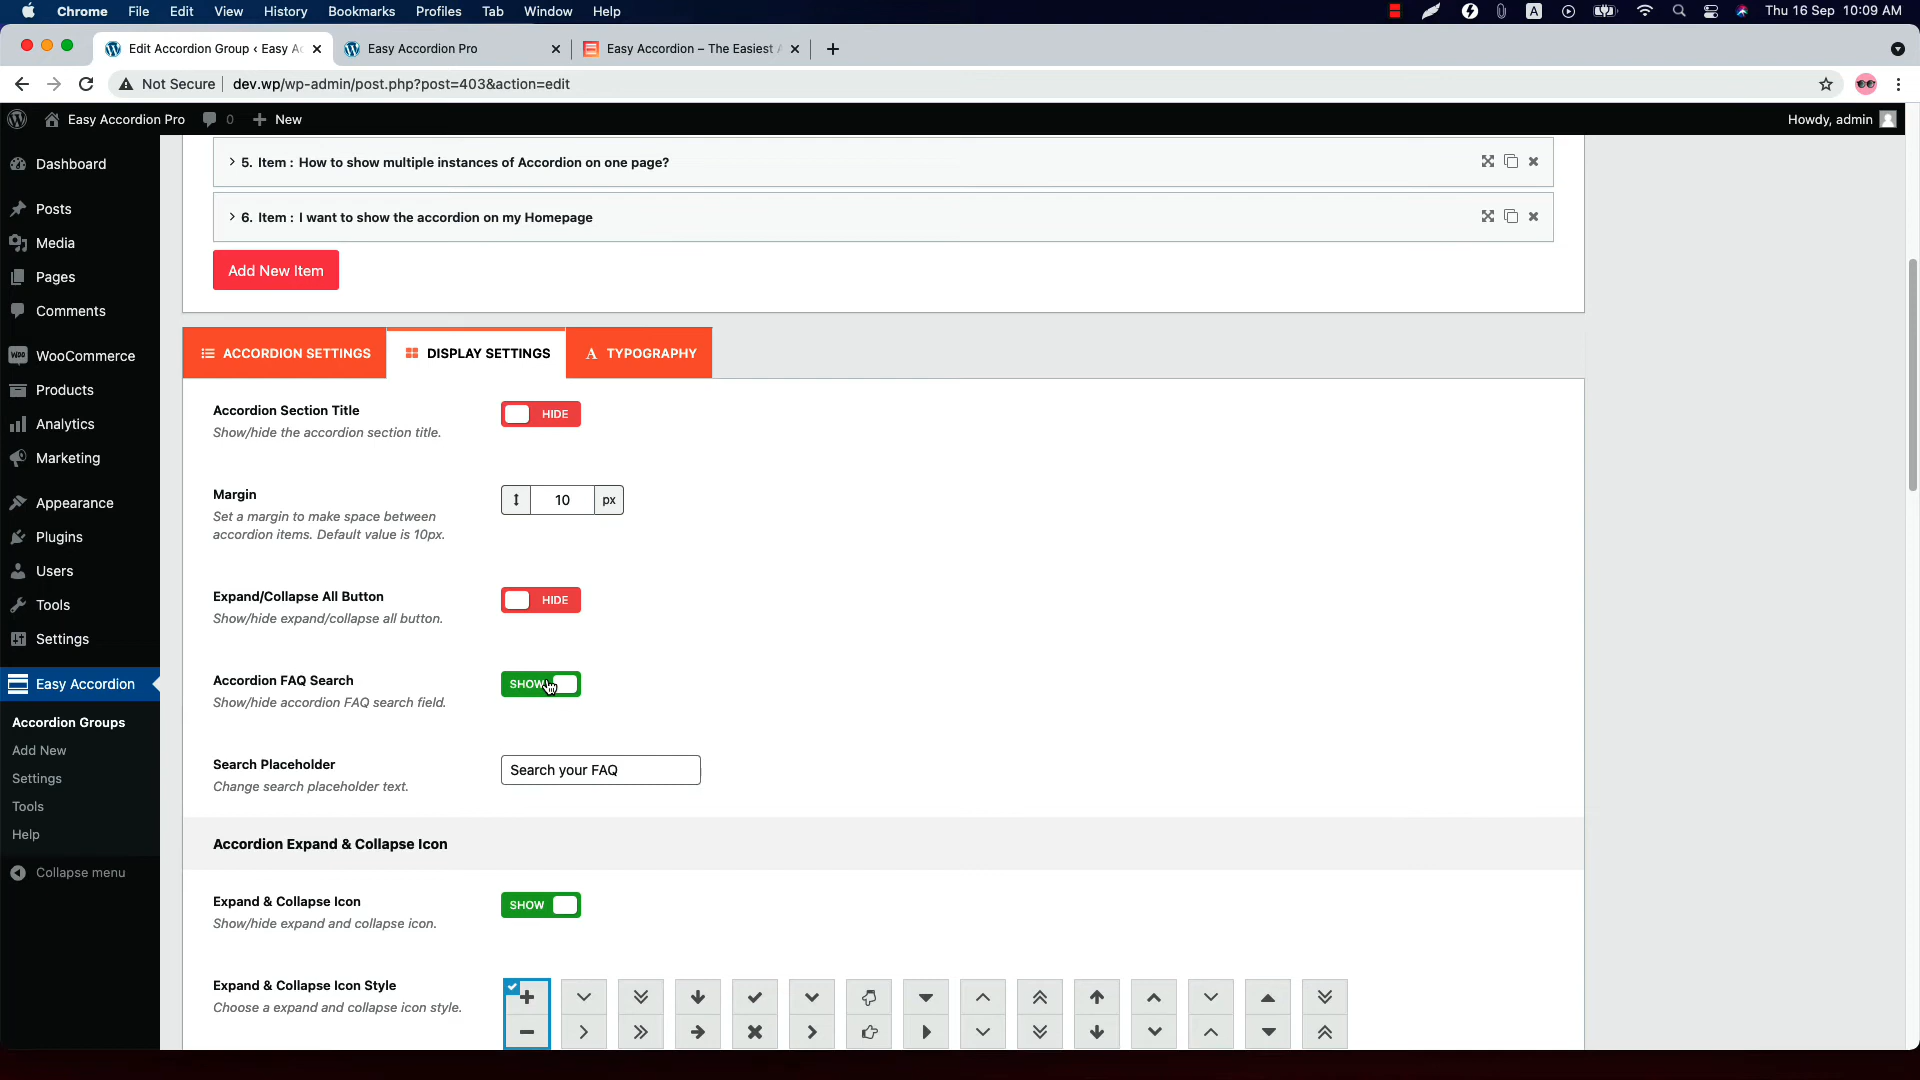 Chrome File Edit View History Bookmarks Profiles Tab Window Help A Thu 16 Sep 10:09 AM
Edit Accordion Group ‹ Easy Ac Easy Accordion Pro Easy Accordion – The Easiest A
Not Secure dev.wp/wp-admin/post.php?post=403&action=edit
Easy Accordion Pro 0 New Howdy, admin
Dashboard
Posts
Media
Pages
Comments
WooCommerce
Products
Analytics
Marketing
Appearance
Plugins
Users
Tools
Settings
Easy Accordion
Accordion Groups
Add New
Settings
Tools
Help
Collapse menu
5. Item : How to show multiple instances of Accordion on one page?
6. Item : I want to show the accordion on my Homepage
Add New Item
ACCORDION SETTINGS DISPLAY SETTINGS A TYPOGRAPHY
Accordion Section Title HIDE
Show/hide the accordion section title.
Margin 10 px
Set a margin to make space between
accordion items. Default value is 10px.
Expand/Collapse All Button HIDE
Show/hide expand/collapse all button.
Accordion FAQ Search SHOW
Show/hide accordion FAQ search field.
Search Placeholder Search your FAQ
Change search placeholder text.
Accordion Expand & Collapse Icon
Expand & Collapse Icon SHOW
Show/hide expand and collapse icon.
Expand & Collapse Icon Style
Choose a expand and collapse icon style.